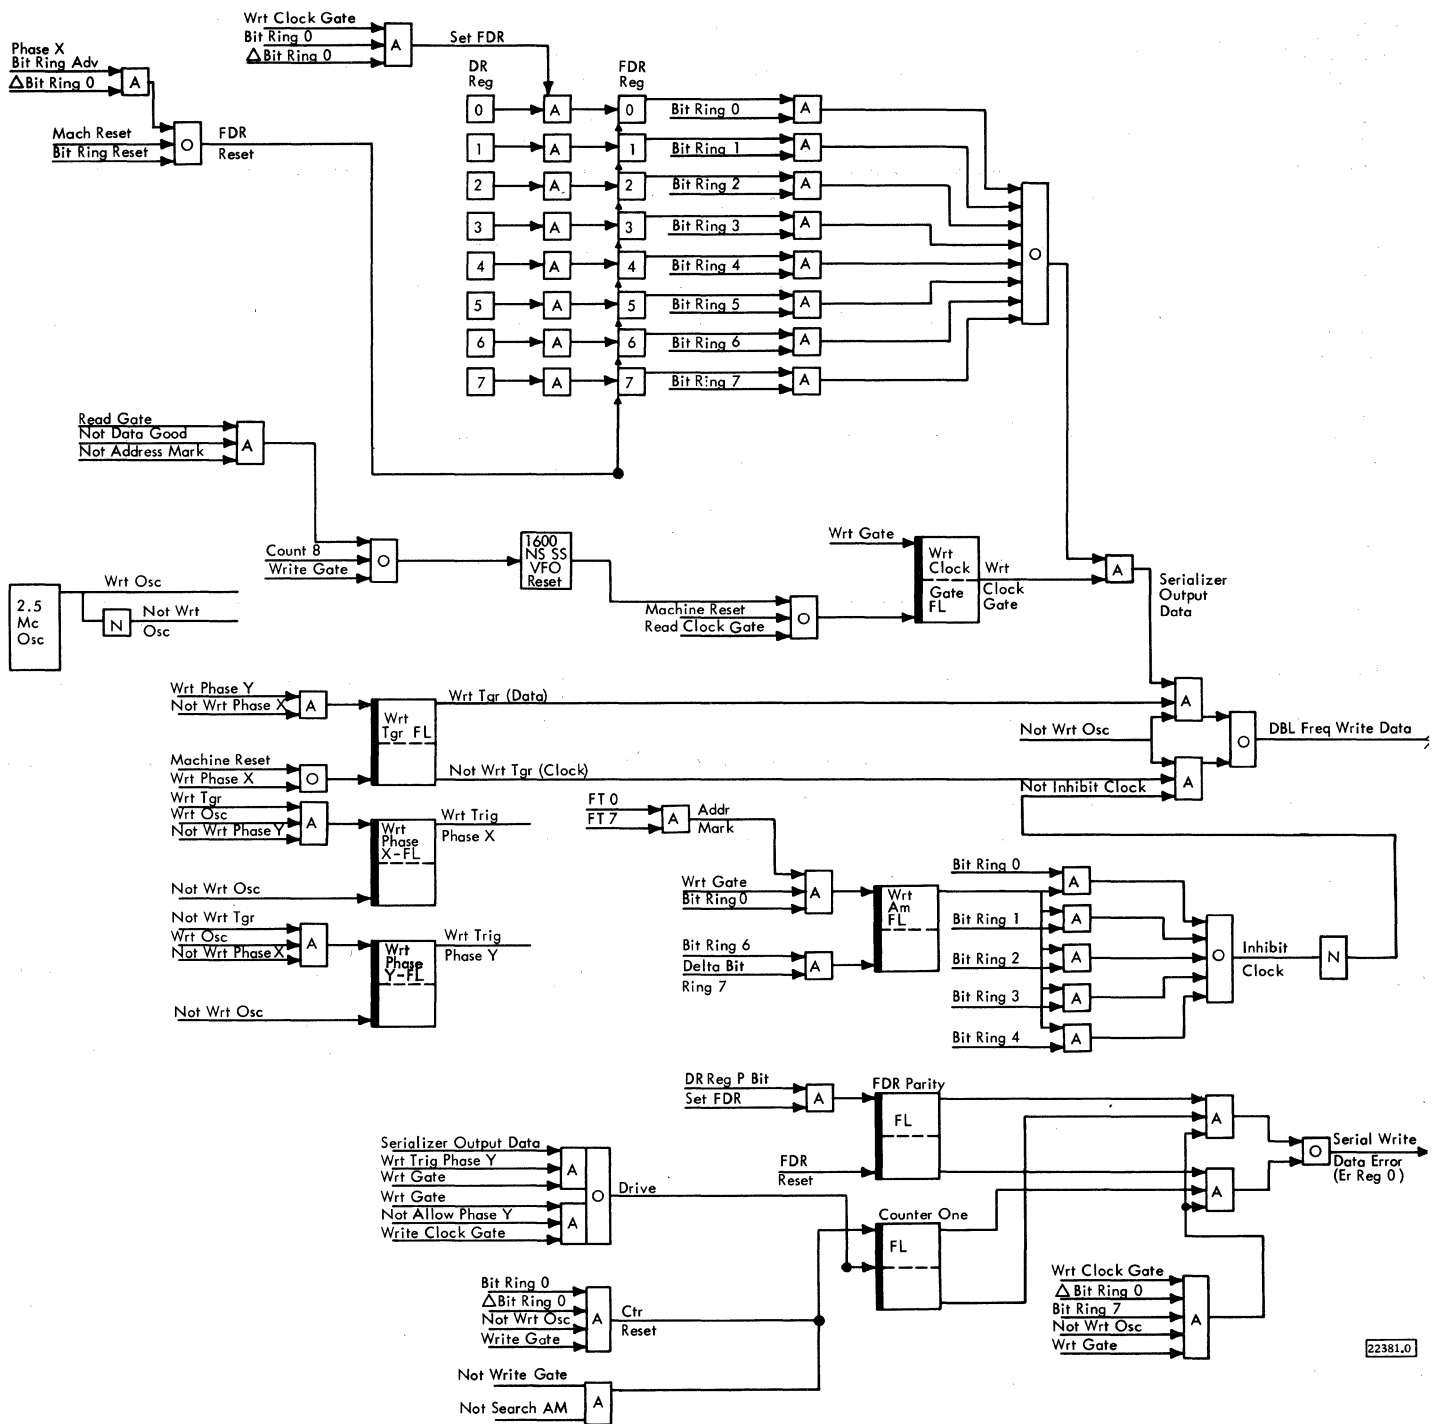 Wrt Clock Gate
Bit Ring 0
△Bit Ring 0
A
Set FDR
Phase X
Bit Ring Adv
△Bit Ring 0
A
Mach Reset
Bit Ring Reset
O
FDR
Reset
DR
Reg
FDR
Reg
0
A
0
Bit Ring 0
A
1
A
1
Bit Ring 1
A
2
A
2
Bit Ring 2
A
3
A
3
Bit Ring 3
A
4
A
4
Bit Ring 4
A
5
A
5
Bit Ring 5
A
6
A
6
Bit Ring 6
A
7
A
7
Bit Ring 7
A
O
Read Gate
Not Data Good
Not Address Mark
A
Count 8
Write Gate
O
1600
NS SS
VFO
Reset
Wrt Gate
Machine Reset
Read Clock Gate
O
Wrt
Clock
Gate
FL
Wrt
Clock
Gate
A
Serializer
Output
Data
2.5
Mc
Osc
Wrt Osc
N
Not Wrt
Osc
Wrt Phase Y
Not Wrt Phase X
A
Wrt
Tgr FL
Wrt Tgr (Data)
Machine Reset
Wrt Phase X
O
Not Wrt Tgr (Clock)
Not Wrt Osc
Not Inhibit Clock
A
A
O
DBL Freq Write Data
Wrt Tgr
Wrt Osc
Not Wrt Phase Y
A
Wrt
Phase
X-FL
Wrt Trig
Phase X
Not Wrt Osc
Not Wrt Tgr
Wrt Osc
Not Wrt Phase X
A
Wrt
Phase
Y-FL
Wrt Trig
Phase Y
Not Wrt Osc
FT 0
FT 7
A
Addr
Mark
Wrt Gate
Bit Ring 0
A
Bit Ring 6
Delta Bit
Ring 7
A
Wrt
Am
FL
Bit Ring 0
A
Bit Ring 1
A
Bit Ring 2
A
Bit Ring 3
A
Bit Ring 4
A
O
Inhibit
Clock
N
DR Reg P Bit
Set FDR
A
FDR Parity
FL
FDR
Reset
Serializer Output Data
Wrt Trig Phase Y
Wrt Gate
A
Wrt Gate
Not Allow Phase Y
Write Clock Gate
A
O
Drive
Counter One
FL
A
A
O
Serial Write
Data Error
(Er Reg 0)
Bit Ring 0
△Bit Ring 0
Not Wrt Osc
Write Gate
A
Ctr
Reset
Not Write Gate
Not Search AM
A
Wrt Clock Gate
△ Bit Ring 0
Bit Ring 7
Not Wrt Osc
Wrt Gate
A
22381.0